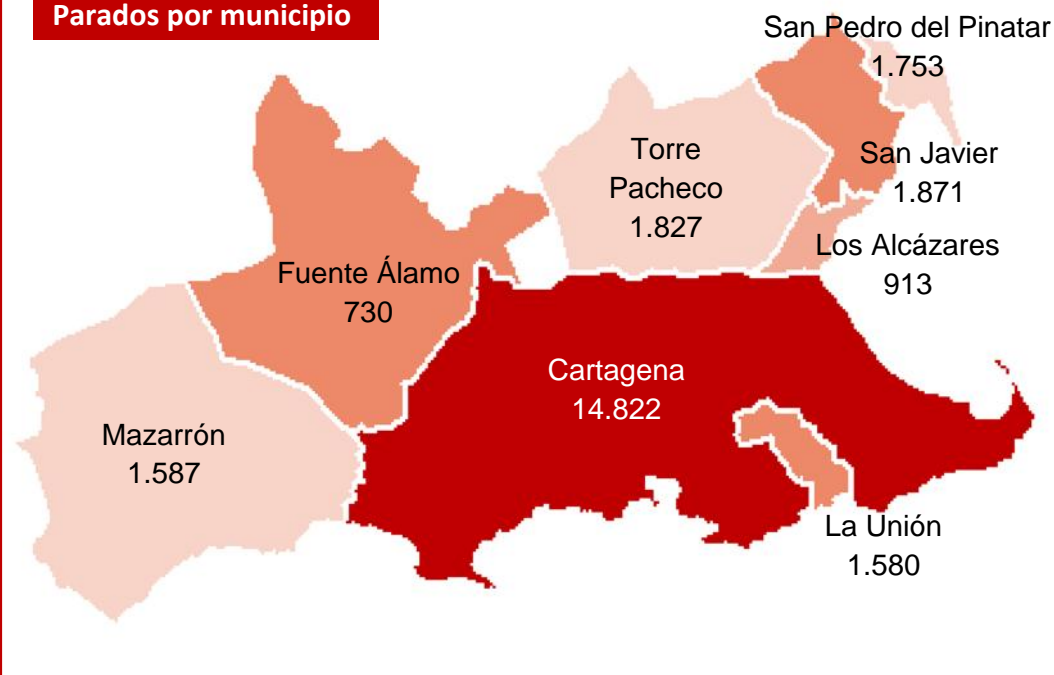 Parados por municipio
San Pedro del Pinatar
1.753
Torre
Pacheco
1.827
San Javier
1.871
Los Alcázares
913
Fuente Álamo
730
Cartagena
14.822
Mazarrón
1.587
La Unión
1.580